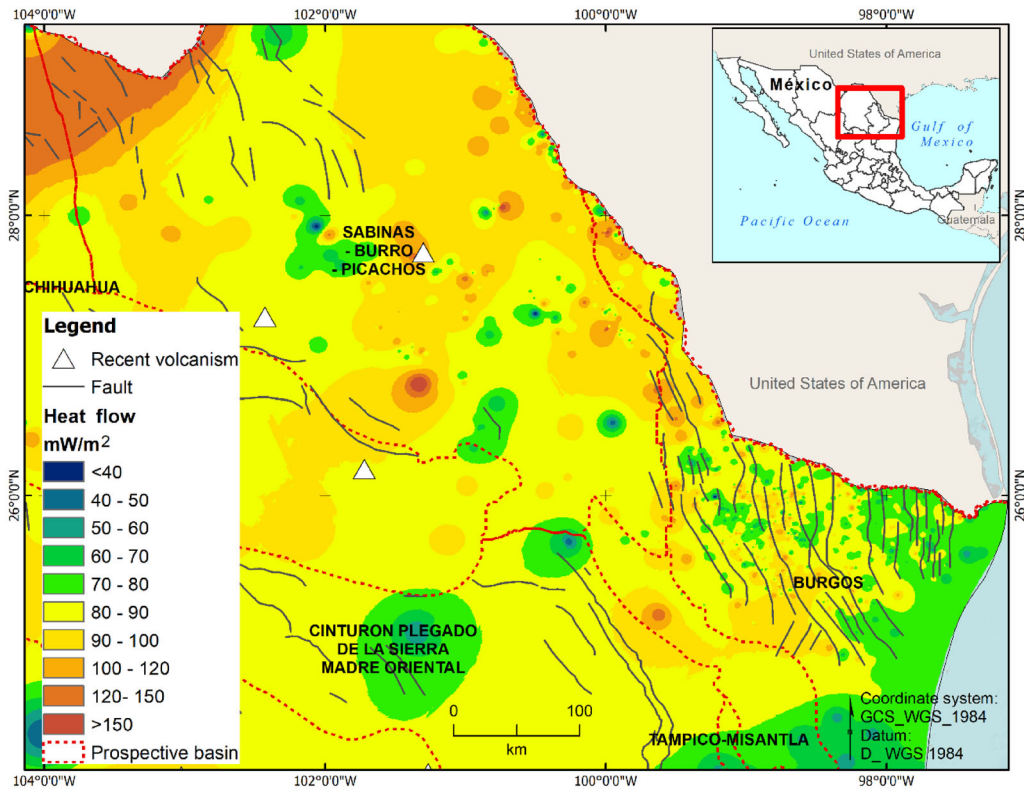 104°0'0"W
102°0'0"W
100°0'0"W
98°0'0"W
United States of America
México
Gulf of
Mexico
Pacific Ocean
Guatemala
28°0'0"N
28°0'0"N
SABINAS
- BURRO
- PICACHOS
CHIHUAHUA
Legend
Recent volcanism
Fault
Heat flow
mW/m2
<40
40 - 50
50 - 60
60 - 70
70 - 80
80 - 90
90 - 100
100 - 120
120- 150
>150
Prospective basin
United States of America
26°0'0"N
26°0'0"N
BURGOS
CINTURON PLEGADO
DE LA SIERRA
MADRE ORIENTAL
0 100
km
TAMPICO-MISANTLA
Coordinate system:
GCS_WGS_1984
Datum:
D_WGS 1984
104°0'0"W
102°0'0"W
100°0'0"W
98°0'0"W